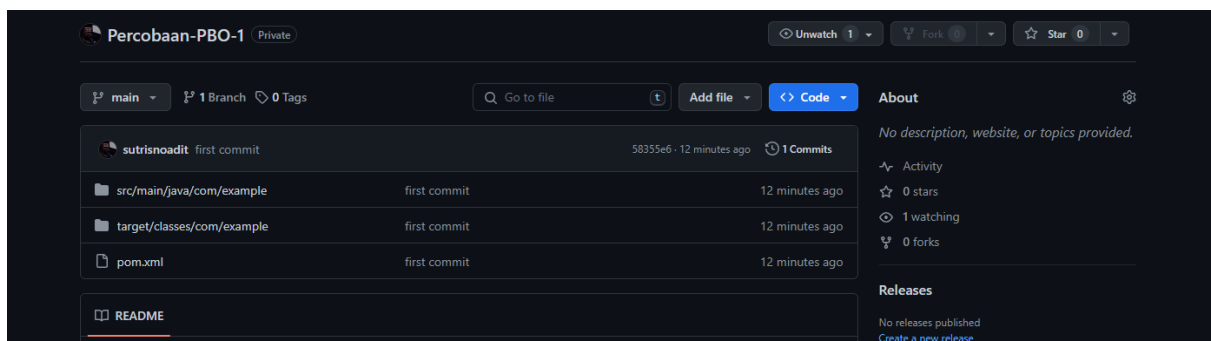 Percobaan-PBO-1 Private Unwatch 1 Fork 0 Star 0
main 1 Branch 0 Tags Go to file t Add file <> Code About
No description, website, or topics provided.
sutrisnoadit first commit 58355e6 · 12 minutes ago 1 Commits
Activity
src/main/java/com/example first commit 12 minutes ago
0 stars
target/classes/com/example first commit 12 minutes ago
1 watching
0 forks
pom.xml first commit 12 minutes ago
Releases
README
No releases published
Create a new release